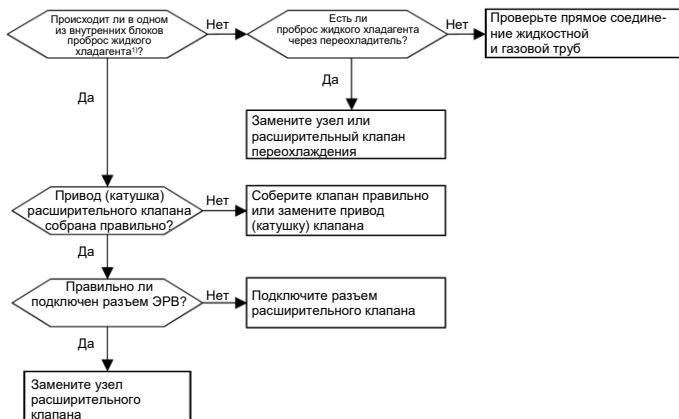 Происходит ли в одном
из внутренних блоков
проброс жидкого
хладагента¹⁾?
Нет
Есть ли
проброс жидкого хладагента
через переохладитель?
Нет
Проверьте прямое соедине-
ние жидкостной
и газовой труб
Да
Да
Замените узел или
расширительный клапан
переохлаждения
Привод (катушка)
расширительного клапана
собрана правильно?
Нет
Соберите клапан правильно
или замените привод
(катушку) клапана
Да
Правильно ли
подключен разъем ЭРВ?
Нет
Подключите разъем
расширительного клапана
Да
Замените узел
расширительного
клапана